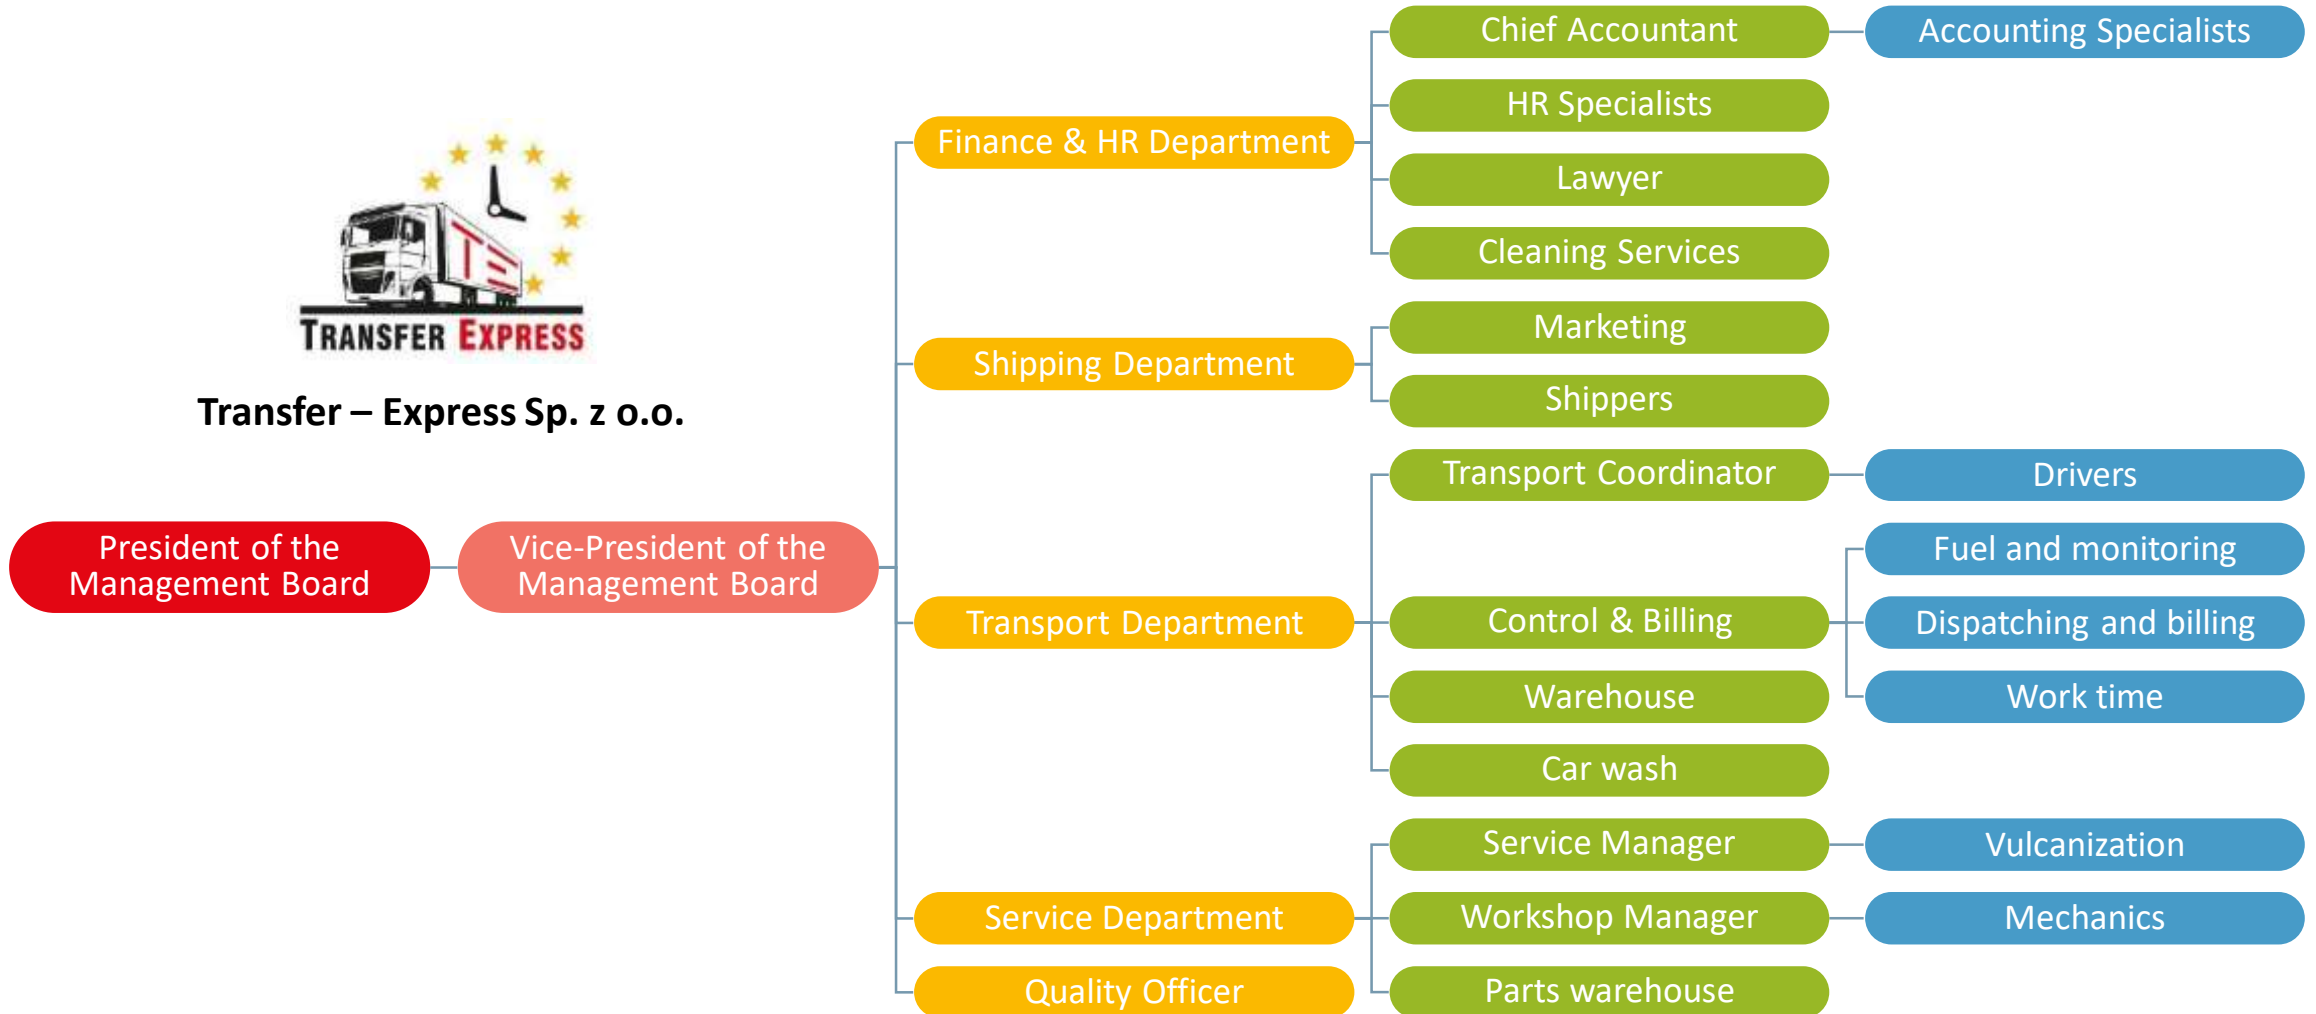 TRANSFER EXPRESS
Transfer – Express Sp. z o.o.
President of the
Management Board
Vice-President of the
Management Board
Finance & HR Department
Chief Accountant
Accounting Specialists
HR Specialists
Lawyer
Cleaning Services
Shipping Department
Marketing
Shippers
Transport Department
Transport Coordinator
Drivers
Control & Billing
Fuel and monitoring
Dispatching and billing
Work time
Warehouse
Car wash
Service Department
Service Manager
Vulcanization
Workshop Manager
Mechanics
Parts warehouse
Quality Officer
TE